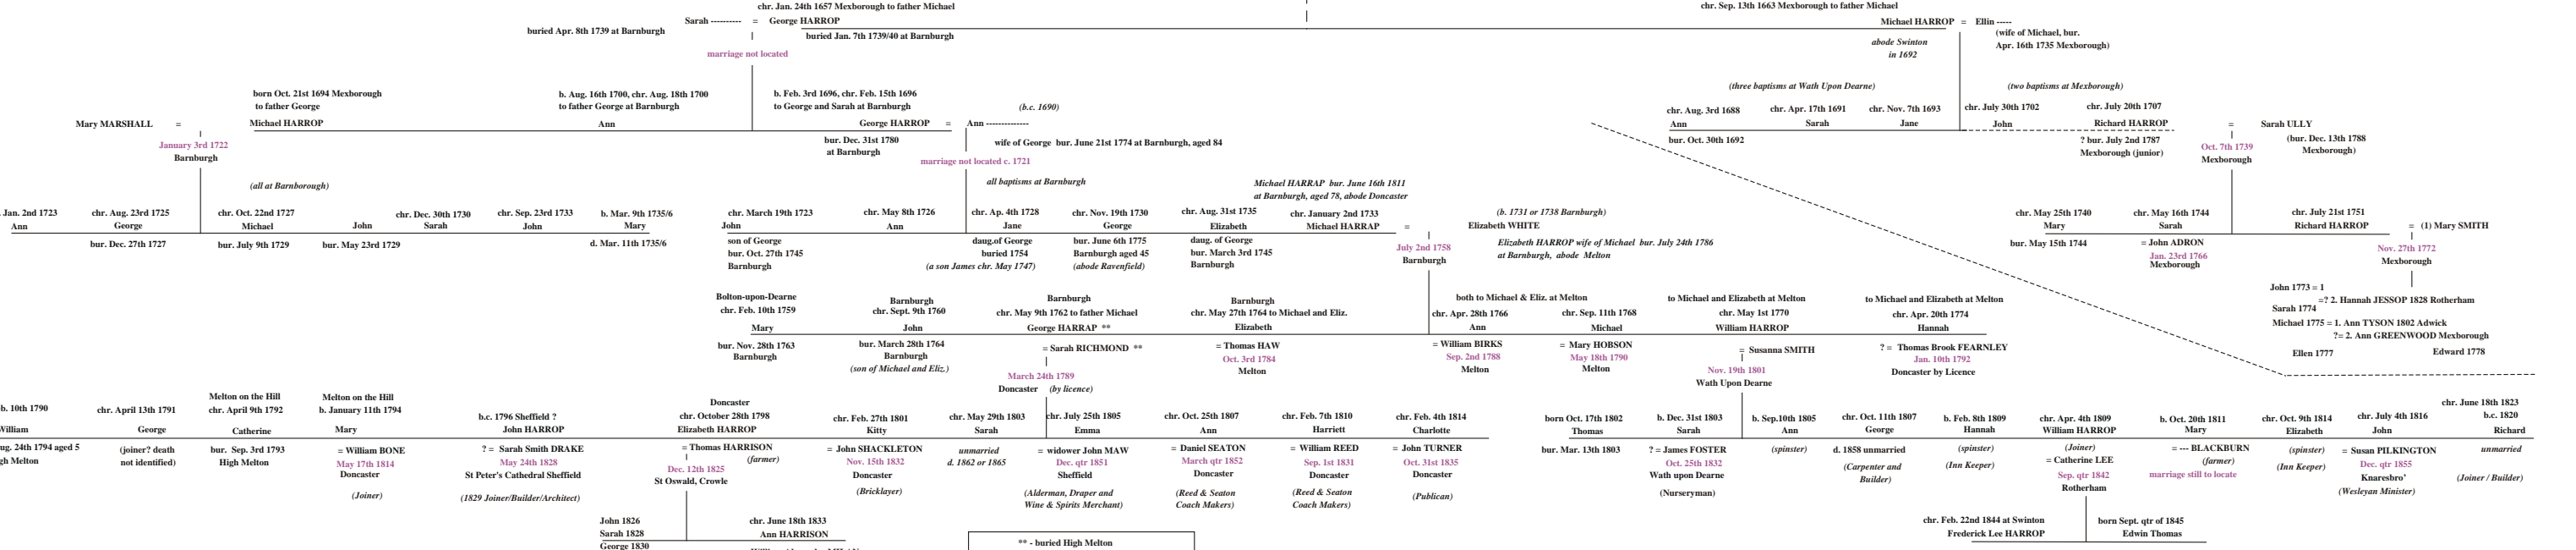 chr. Jan. 24th 1657 Mexborough to father Michael
chr. Sep. 13th 1663 Mexborough to father Michael
Sarah ---------- = George HARROP
Michael HARROP = Ellin -----
buried Apr. 8th 1739 at Barnburgh
buried Jan. 7th 1739/40 at Barnburgh
(wife of Michael, bur.
Apr. 16th 1735 Mexborough)
abode Swinton
in 1692
marriage not located
(three baptisms at Wath Upon Dearne)
(two baptisms at Mexborough)
born Oct. 21st 1694 Mexborough
to father George
b. Aug. 16th 1700, chr. Aug. 18th 1700
to father George at Barnburgh
b. Feb. 3rd 1696, chr. Feb. 15th 1696
to George and Sarah at Barnburgh
(b.c. 1690)
chr. Aug. 3rd 1688
chr. Apr. 17th 1691
chr. Nov. 7th 1693
chr. July 30th 1702
chr. July 20th 1707
Mary MARSHALL =
Michael HARROP
Ann
George HARROP = Ann --------------
Ann
Sarah
Jane
John
Richard HARROP
= Sarah ULLY
January 3rd 1722
Barnburgh
bur. Dec. 31st 1780
at Barnburgh
wife of George bur. June 21st 1774 at Barnburgh, aged 84
bur. Oct. 30th 1692
? bur. July 2nd 1787
Mexborough (junior)
Oct. 7th 1739
Mexborough
(bur. Dec. 13th 1788
Mexborough)
marriage not located c. 1721
(all at Barnborough)
all baptisms at Barnburgh
Michael HARRAP bur. June 16th 1811
at Barnburgh, aged 78, abode Doncaster
. Jan. 2nd 1723
Ann
chr. Aug. 23rd 1725
George
bur. Dec. 27th 1727
chr. Oct. 22nd 1727
Michael
bur. July 9th 1729
John
bur. May 23rd 1729
chr. Dec. 30th 1730
Sarah
chr. Sep. 23rd 1733
John
b. Mar. 9th 1735/6
Mary
d. Mar. 11th 1735/6
chr. March 19th 1723
John
son of George
bur. Oct. 27th 1745
Barnburgh
chr. May 8th 1726
Ann
chr. Ap. 4th 1728
Jane
daug.of George
buried 1754
(a son James chr. May 1747)
chr. Nov. 19th 1730
George
bur. June 6th 1775
Barnburgh aged 45
(abode Ravenfield)
chr. Aug. 31st 1735
Elizabeth
daug. of George
bur. March 3rd 1745
Barnburgh
chr. January 2nd 1733
Michael HARRAP =
July 2nd 1758
Barnburgh
(b. 1731 or 1738 Barnburgh)
Elizabeth WHITE
Elizabeth HARROP wife of Michael bur. July 24th 1786
at Barnburgh, abode Melton
chr. May 25th 1740
Mary
bur. May 15th 1744
chr. May 16th 1744
Sarah
= John ADRON
Jan. 23rd 1766
Mexborough
chr. July 21st 1751
Richard HARROP = (1) Mary SMITH
Nov. 27th 1772
Mexborough
John 1773 = 1
=? 2. Hannah JESSOP 1828 Rotherham
Sarah 1774
Michael 1775 = 1. Ann TYSON 1802 Adwick
?= 2. Ann GREENWOOD Mexborough
Ellen 1777
Edward 1778
Bolton-upon-Dearne
chr. Feb. 10th 1759
Mary
bur. Nov. 28th 1763
Barnburgh
Barnburgh
chr. Sept. 9th 1760
John
bur. March 28th 1764
Barnburgh
(son of Michael and Eliz.)
Barnburgh
chr. May 9th 1762 to father Michael
George HARRAP **
= Sarah RICHMOND **
March 24th 1789
Doncaster (by licence)
Barnburgh
chr. May 27th 1764 to Michael and Eliz.
Elizabeth
= Thomas HAW
Oct. 3rd 1784
Melton
both to Michael & Eliz. at Melton
chr. Apr. 28th 1766
Ann
= William BIRKS
Sep. 2nd 1788
Melton
chr. Sep. 11th 1768
Michael
= Mary HOBSON
May 18th 1790
Melton
to Michael and Elizabeth at Melton
chr. May 1st 1770
William HARROP
= Susanna SMITH
Nov. 19th 1801
Wath Upon Dearne
to Michael and Elizabeth at Melton
chr. Apr. 20th 1774
Hannah
? = Thomas Brook FEARNLEY
Jan. 10th 1792
Doncaster by Licence
b. 10th 1790
William
ug. 24th 1794 aged 5
gh Melton
chr. April 13th 1791
George
(joiner? death
not identified)
Melton on the Hill
chr. April 9th 1792
Catherine
bur. Sep. 3rd 1793
High Melton
Melton on the Hill
b. January 11th 1794
Mary
= William BONE
May 17th 1814
Doncaster
(Joiner)
b.c. 1796 Sheffield ?
John HARROP
? = Sarah Smith DRAKE
May 24th 1828
St Peter's Cathedral Sheffield
(1829 Joiner/Builder/Architect)
Doncaster
chr. October 28th 1798
Elizabeth HARROP
= Thomas HARRISON
(farmer)
Dec. 12th 1825
St Oswald, Crowle
chr. Feb. 27th 1801
Kitty
= John SHACKLETON
Nov. 15th 1832
Doncaster
(Bricklayer)
chr. May 29th 1803
Sarah
unmarried
d. 1862 or 1865
chr. July 25th 1805
Emma
= widower John MAW
Dec. qtr 1851
Sheffield
(Alderman, Draper and
Wine & Spirits Merchant)
chr. Oct. 25th 1807
Ann
= Daniel SEATON
March qtr 1852
Doncaster
(Reed & Seaton
Coach Makers)
chr. Feb. 7th 1810
Harriett
= William REED
Sep. 1st 1831
Doncaster
(Reed & Seaton
Coach Makers)
chr. Feb. 4th 1814
Charlotte
= John TURNER
Oct. 31st 1835
Doncaster
(Publican)
born Oct. 17th 1802
Thomas
bur. Mar. 13th 1803
b. Dec. 31st 1803
Sarah
? = James FOSTER
Oct. 25th 1832
Wath upon Dearne
(Nurseryman)
b. Sep.10th 1805
Ann
(spinster)
chr. Oct. 11th 1807
George
d. 1858 unmarried
(Carpenter and
Builder)
b. Feb. 8th 1809
Hannah
(spinster)
(Inn Keeper)
chr. Apr. 4th 1809
William HARROP
(Joiner)
= Catherine LEE
Sep. qtr 1842
Rotherham
b. Oct. 20th 1811
Mary
= --- BLACKBURN
(farmer)
marriage still to locate
chr. Oct. 9th 1814
Elizabeth
(spinster)
(Inn Keeper)
chr. July 4th 1816
John
= Susan PILKINGTON
Dec. qtr 1855
Knaresbro'
(Wesleyan Minister)
chr. June 18th 1823
b.c. 1820
Richard
unmarried
(Joiner / Builder)
John 1826
Sarah 1828
George 1830
chr. June 18th 1833
Ann HARRISON
** - buried High Melton
chr. Feb. 22nd 1844 at Swinton
Frederick Lee HARROP
born Sept. qtr of 1845
Edwin Thomas